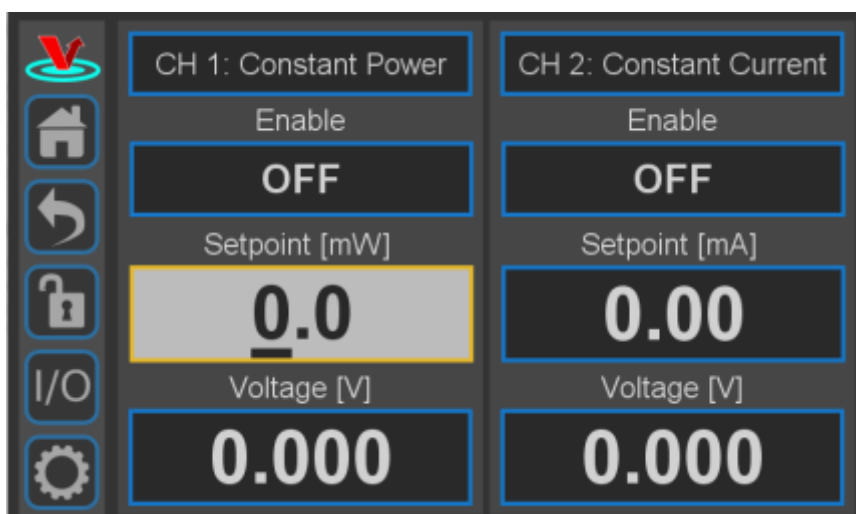 CH 1: Constant Power
CH 2: Constant Current
Enable
Enable
OFF
OFF
Setpoint [mW]
Setpoint [mA]
0.0
0.00
I/O
Voltage [V]
Voltage [V]
0.000
0.000